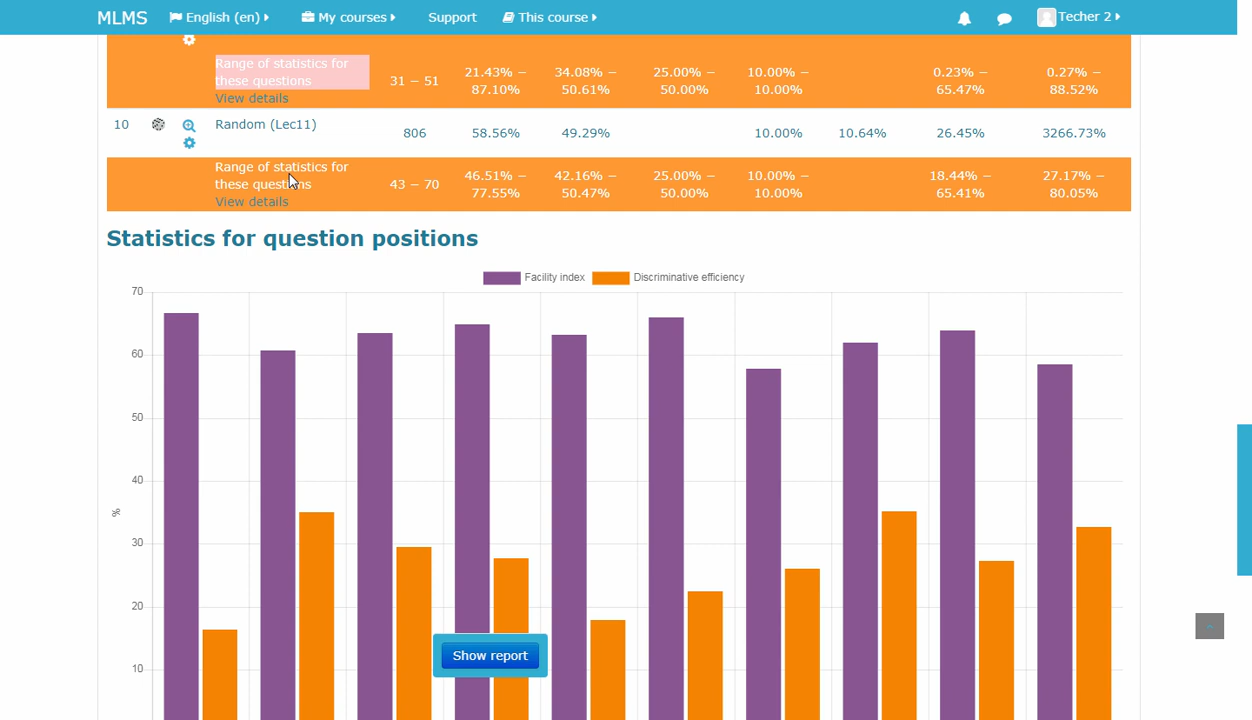 MLMS English (en) My courses Support This course Techer 2
Range of statistics for
these questions
View details
31 − 51
21.43% −
87.10%
34.08% −
50.61%
25.00% −
50.00%
10.00% −
10.00%
0.23% −
65.47%
0.27% −
88.52%
10 Random (Lec11) 806 58.56% 49.29% 10.00% 10.64% 26.45% 3266.73%
Range of statistics for
these questions
View details
43 − 70
46.51% −
77.55%
42.16% −
50.47%
25.00% −
50.00%
10.00% −
10.00%
18.44% −
65.41%
27.17% −
80.05%
Statistics for question positions
Facility index Discriminative efficiency
70
60
50
40
%
30
20
10
Show report